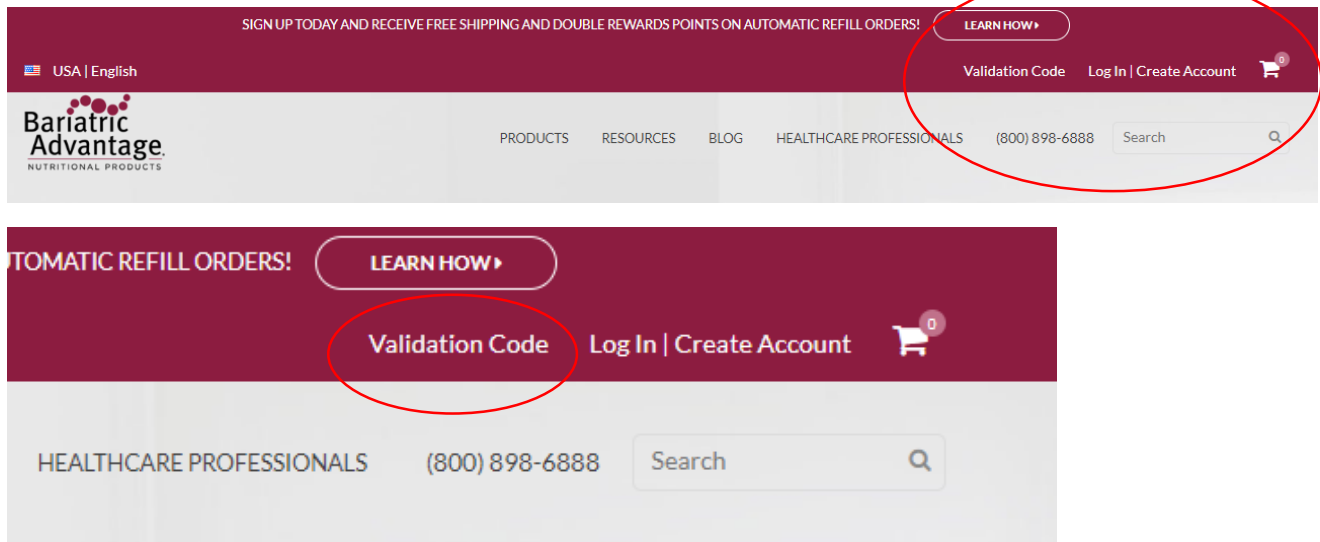 SIGN UP TODAY AND RECEIVE FREE SHIPPING AND DOUBLE REWARDS POINTS ON AUTOMATIC REFILL ORDERS! LEARN HOW
USA | English Validation Code Log In | Create Account 0
Bariatric
Advantage.
NUTRITIONAL PRODUCTS
PRODUCTS RESOURCES BLOG HEALTHCARE PROFESSIONALS (800) 898-6888 Search
UTOMATIC REFILL ORDERS! LEARN HOW
Validation Code Log In | Create Account 0
HEALTHCARE PROFESSIONALS (800) 898-6888 Search